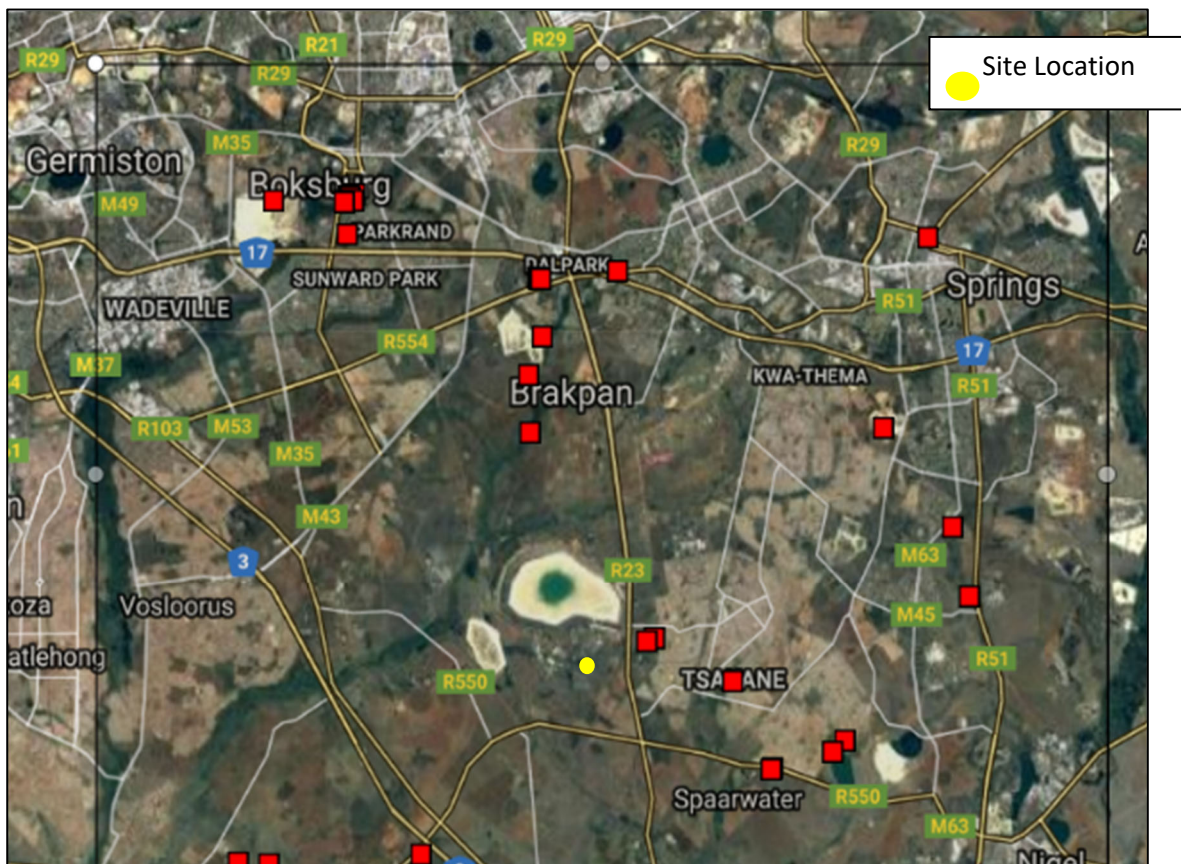 R29
R21
R29
R29
Site Location
M35
R29
Germiston
Boksburg
M49
PARKRAND
17
DALPARK
SUNWARD PARK
Springs
WADEVILLE
R51
R554
17
M37
KWA-THEMA
R51
Brakpan
R103
M53
M35
M43
3
R23
M63
Vosloorus
M45
R51
R550
Spaarwater
R550
M63
Nigel